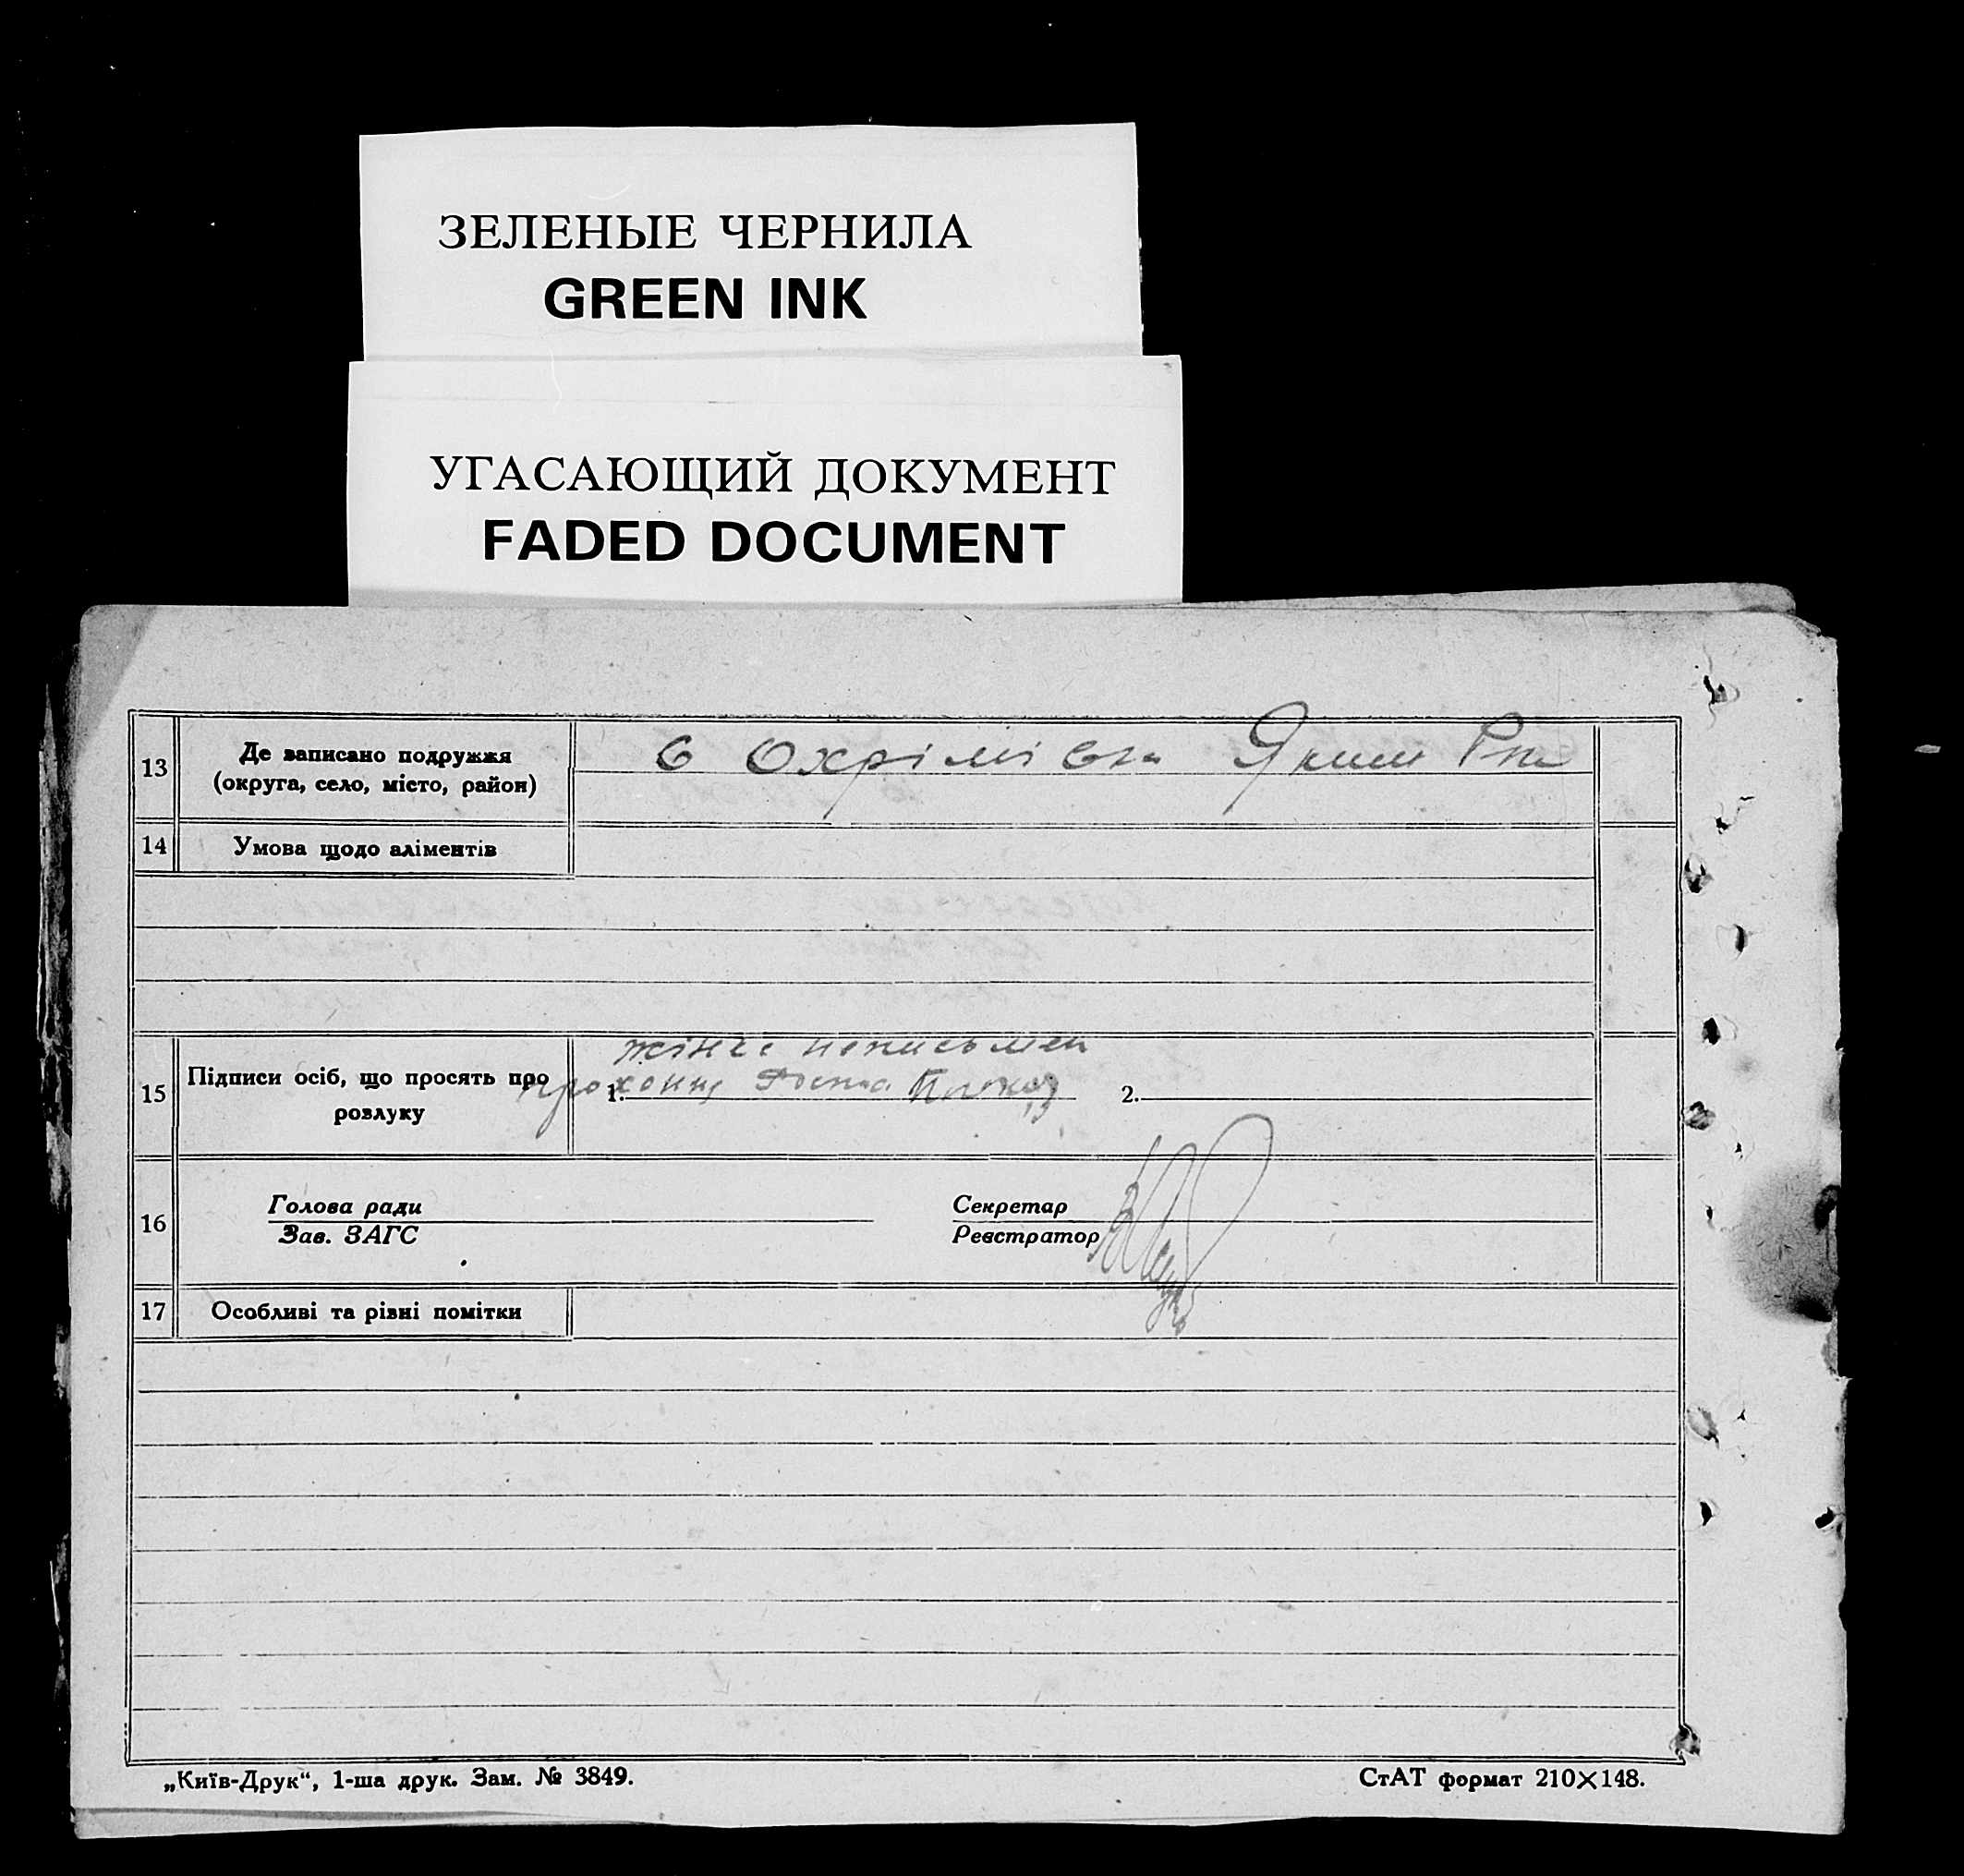 ЗЕЛЕНЫЕ ЧЕРНИЛА
GREEN INK
УГАСАЮЩИЙ ДОКУМЕНТ
FADED DOCUMENT
13
Де записано подружжя
(округа, село, місто, район)
14
Умова щодо аліментів
15
Підписи осіб, що просять про
розлуку
неписьмен
1.
2.
16
Голова ради
Зав. ЗАГС
Секретар
Реєстратор
17
Особливі та різні помітки
„Київ-Друк“, 1-ша друк. Зам. № 3849.
СтАТ формат 210×148.